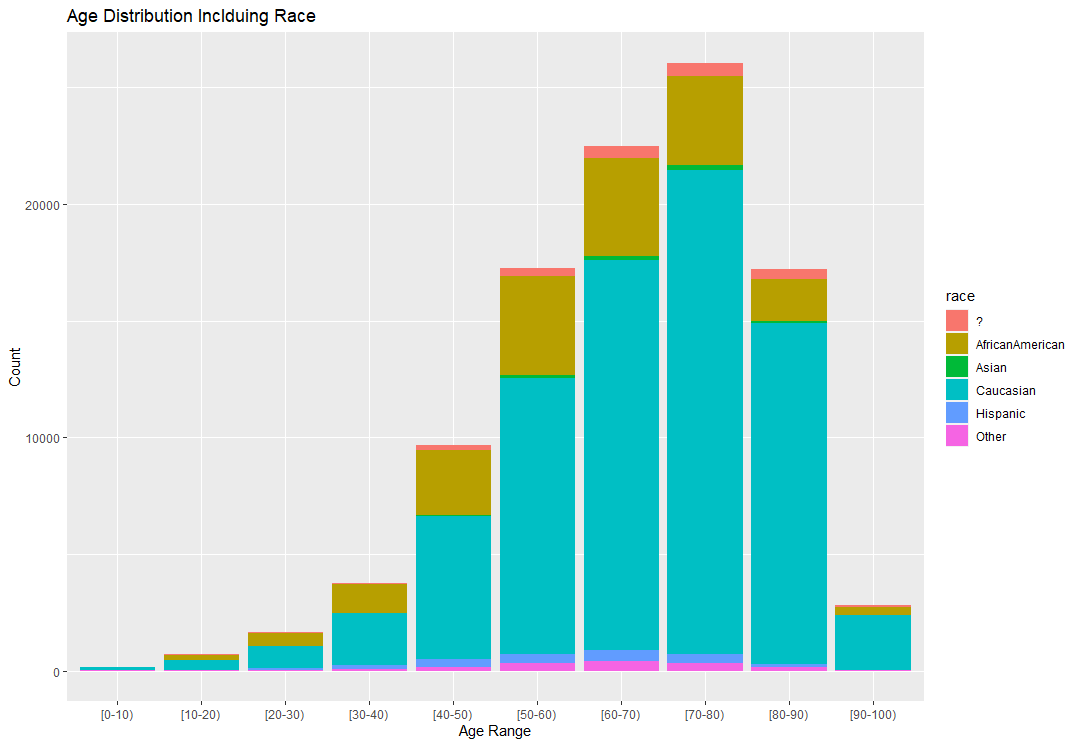 Age Distribution Inclduing Race
Count
20000
10000
0
[0-10)
[10-20)
[20-30)
[30-40)
[40-50)
[50-60)
[60-70)
[70-80)
[80-90)
[90-100)
Age Range
race
?
AfricanAmerican
Asian
Caucasian
Hispanic
Other